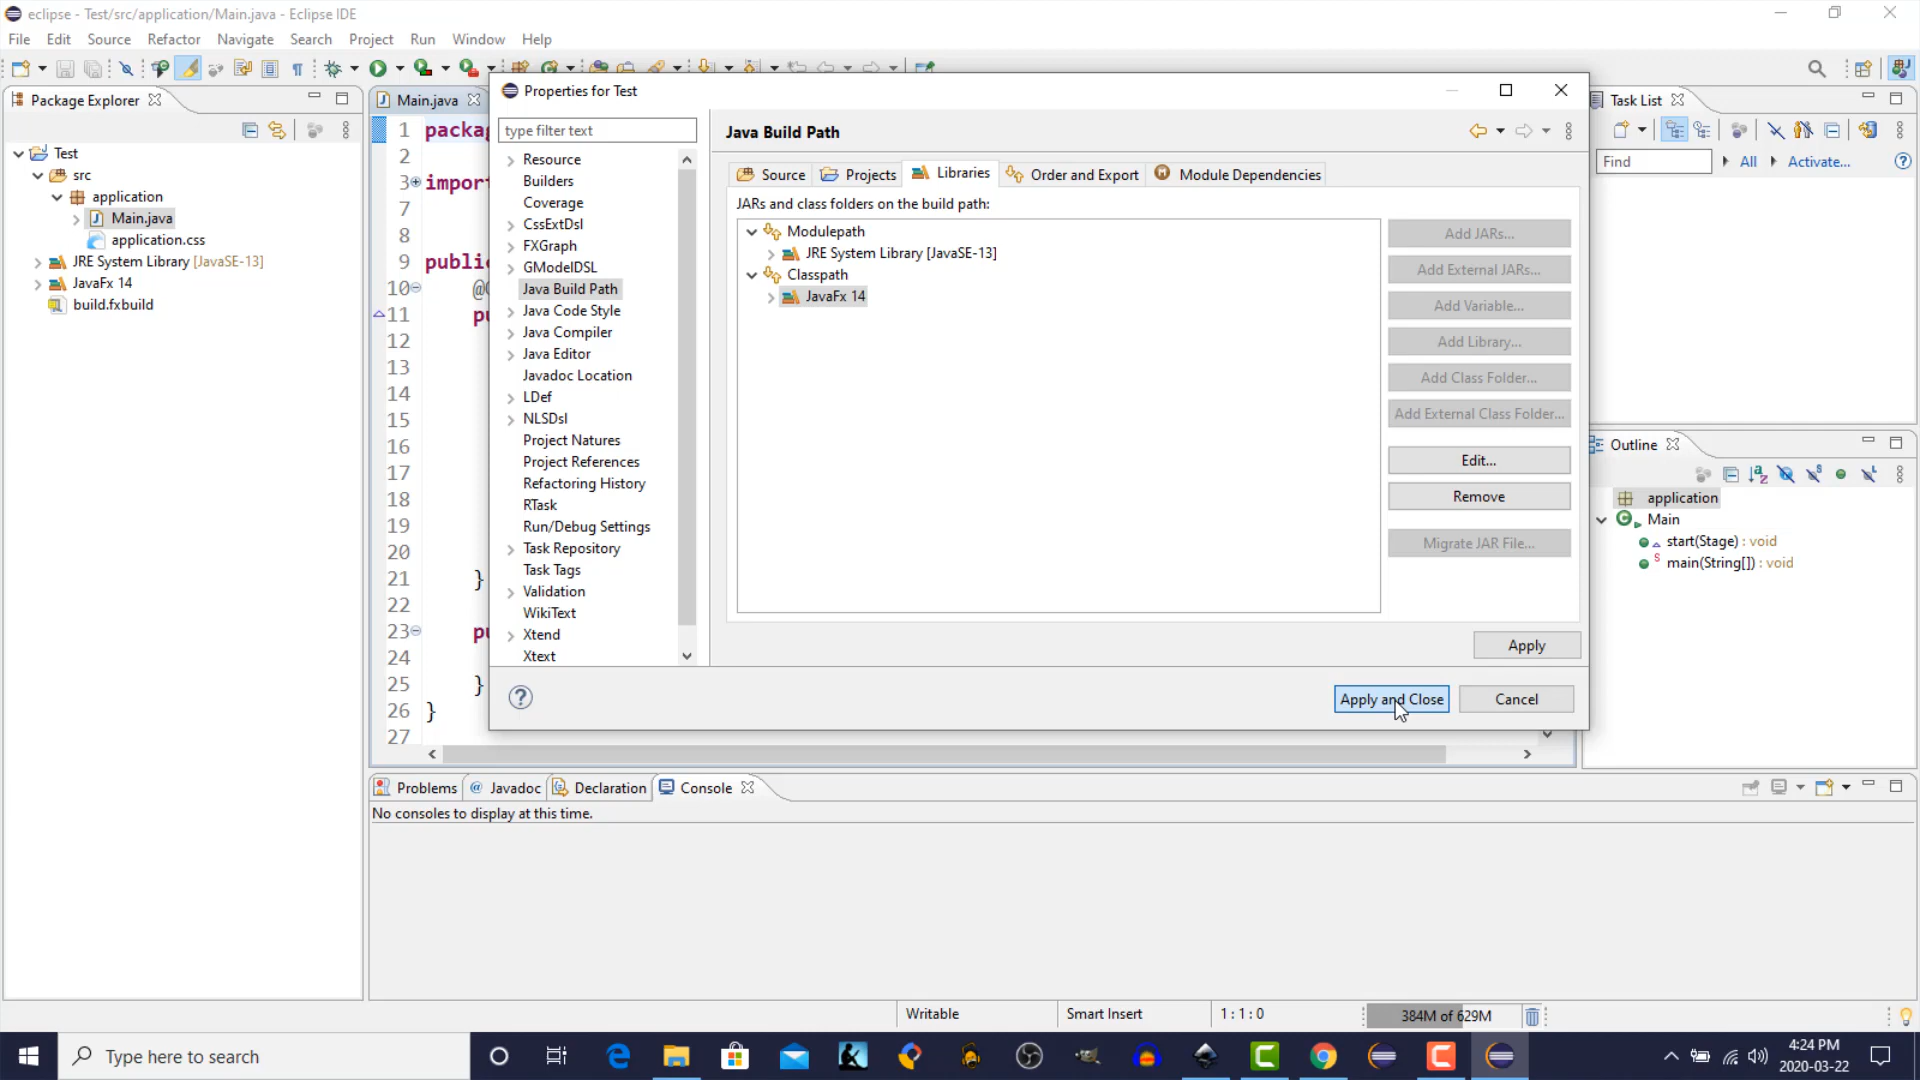 eclipse - Test/src/application/Main.java - Eclipse IDE
File Edit Source Refactor Navigate Search Project Run Window Help
Package Explorer
Test
src
application
Main.java
application.css
JRE System Library [JavaSE-13]
JavaFx 14
build.fxbuild
Main.java
1
2
3
7
8
9
10
11
12
13
14
15
16
17
18
19
20
21 }
22
23
24
25 }
26 }
27
import
Properties for Test
type filter text
Resource
Builders
Coverage
CssExtDsl
FXGraph
GModelDSL
Java Build Path
Java Code Style
Java Compiler
Java Editor
Javadoc Location
LDef
NLSDsl
Project Natures
Project References
Refactoring History
RTask
Run/Debug Settings
Task Repository
Task Tags
Validation
WikiText
Xtend
Xtext
Java Build Path
Source Projects Libraries Order and Export Module Dependencies
JARs and class folders on the build path:
Modulepath
JRE System Library [JavaSE-13]
Classpath
JavaFx 14
Add JARs...
Add External JARs...
Add Variable...
Add Library...
Add Class Folder...
Add External Class Folder...
Edit...
Remove
Migrate JAR File...
Apply
Apply and Close Cancel
Task List
Find All Activate...
Outline
application
Main
start(Stage) : void
main(String[]) : void
Problems Javadoc Declaration Console
No consoles to display at this time.
Writable Smart Insert 1 : 1 : 0 384M of 629M
Type here to search
4:24 PM
2020-03-22